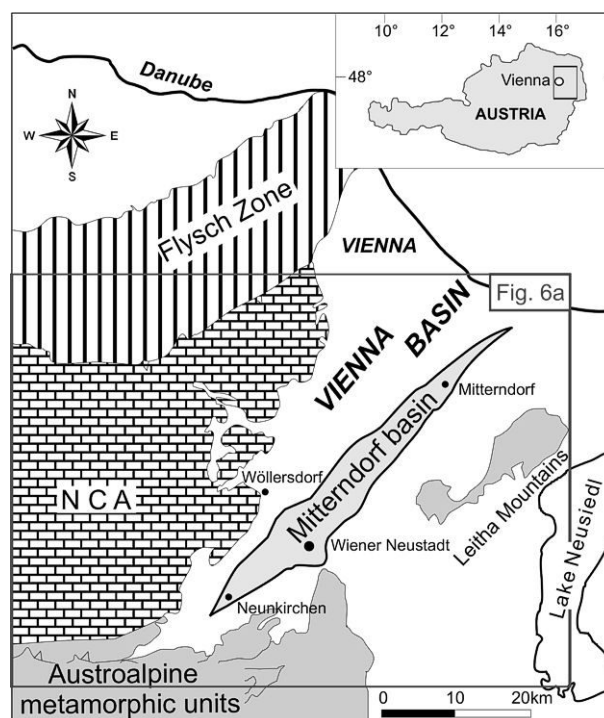 10° 12° 14° 16°
48°
Vienna
AUSTRIA
Danube
N
W E
S
Flysch Zone
VIENNA
Fig. 6a
VIENNA BASIN
Mitterndorf
Mitterndorf basin
Leitha Mountains
Wöllersdorf
NCA
Wiener Neustadt
Lake Neusiedl
Neunkirchen
Austroalpine
metamorphic units
0 10 20km